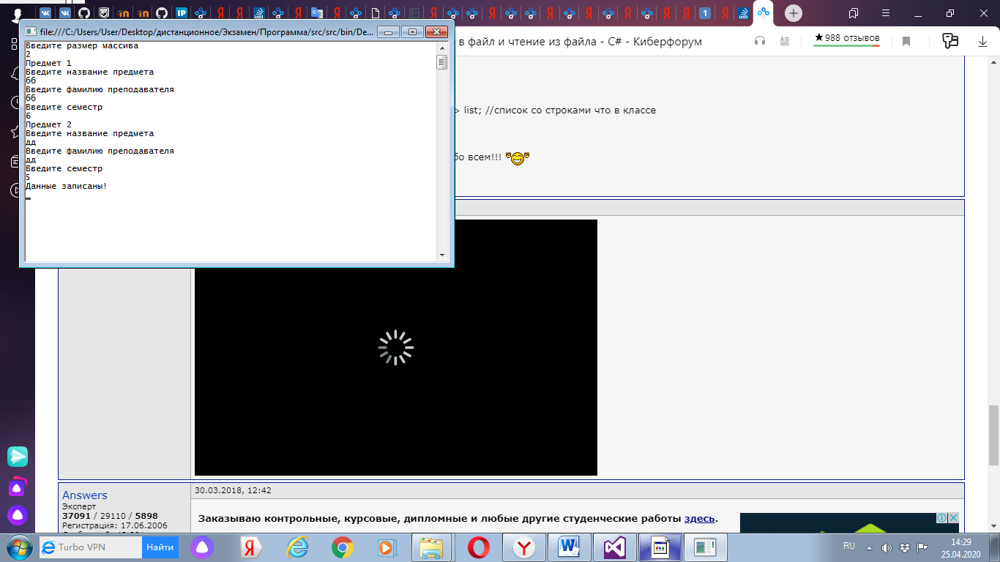 file:///C:/Users/User/Desktop/дистанционное/Экзамен/Программа/src/src/bin/De...
Введите размер массива
2
Предмет 1
Введите название предмета
66
Введите фамилию преподавателя
66
Введите семестр
6
Предмет 2
Введите название предмета
дд
Введите фамилию преподавателя
дд
Введите семестр
5
Данные записаны!
1
в файл и чтение из файла - C# - Киберфорум
★988 отзывов
> list; //список со строками что в классе
бо всем!!!
Answers
Эксперт
37091 / 29110 / 5898
Регистрация: 17.06.2006
30.03.2018, 12:42
Заказываю контрольные, курсовые, дипломные и любые другие студенческие работы здесь.
Turbo VPN
Найти
RU
14:29
25.04.2020